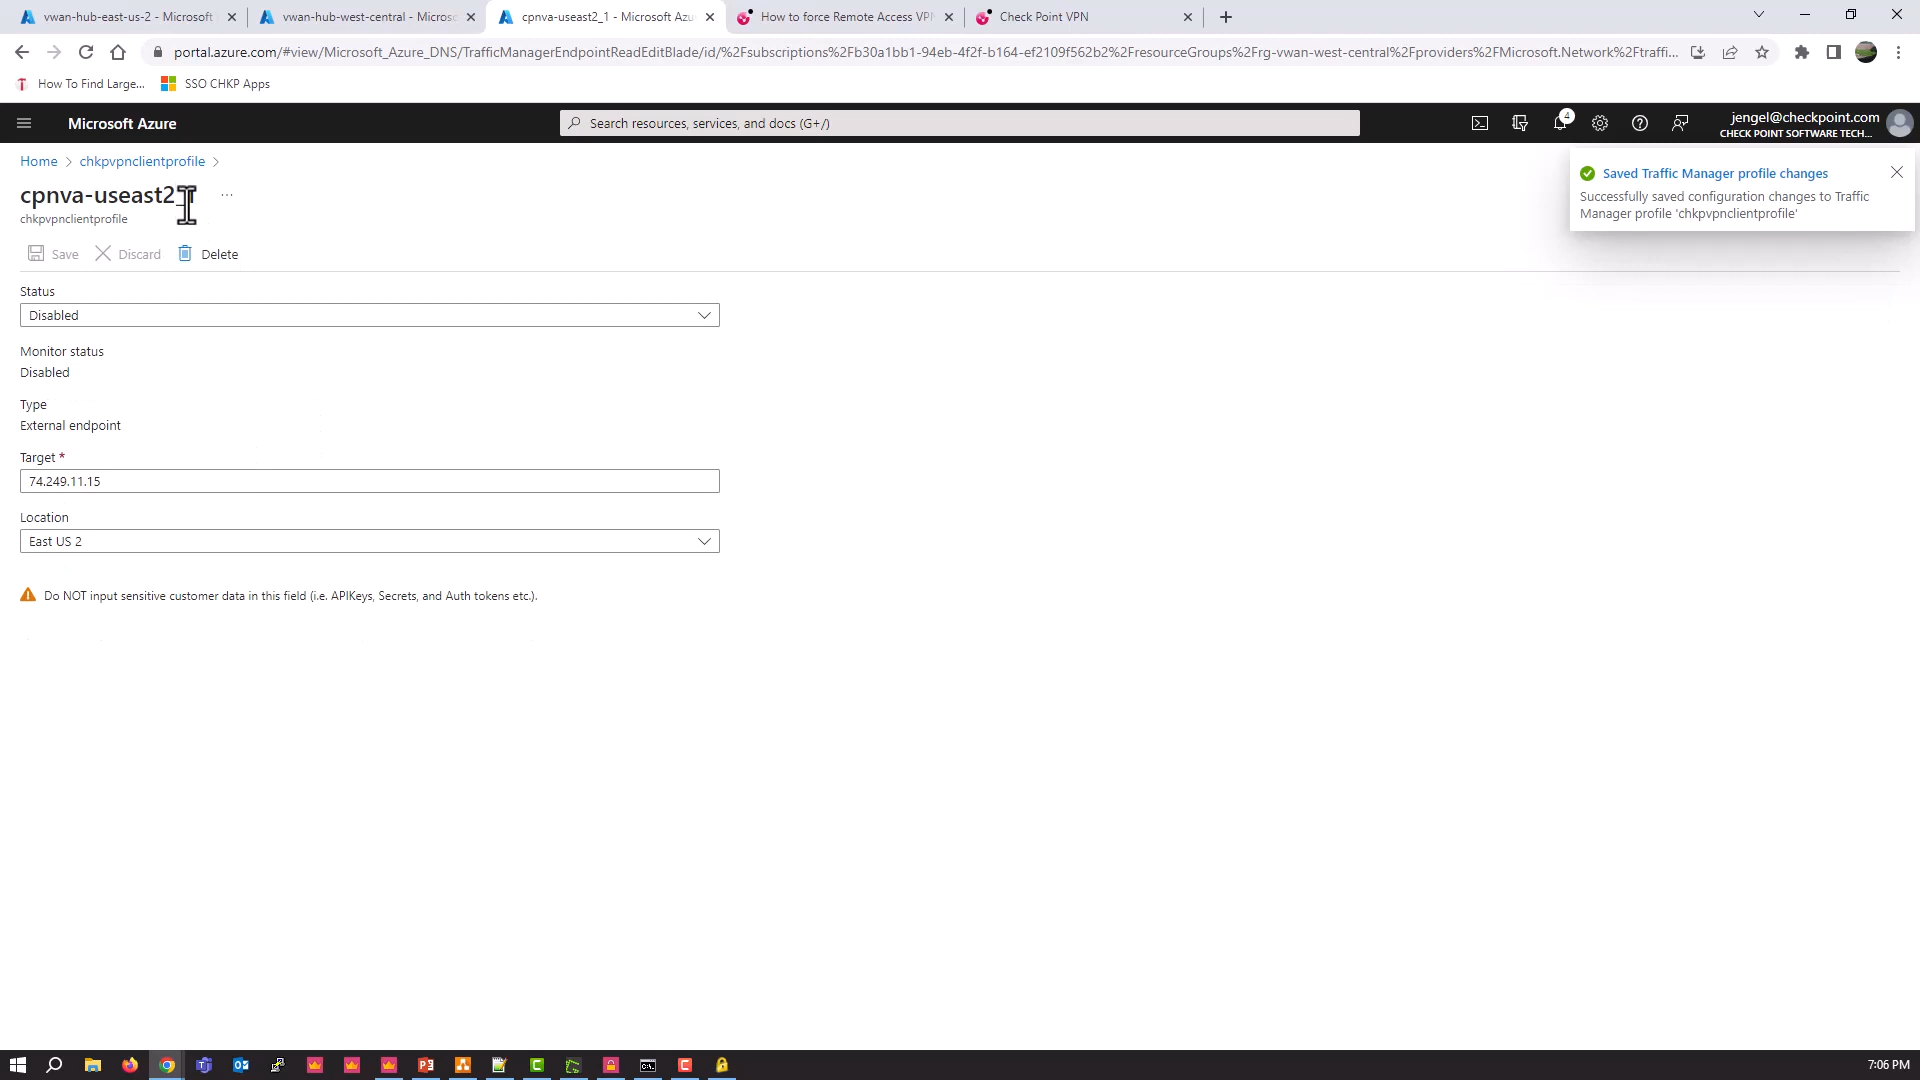 vwan-hub-east-us-2 - Microsoft
vwan-hub-west-central - Micros
cpnva-useast2_1 - Microsoft Azu
How to force Remote Access VPN
Check Point VPN
portal.azure.com/#view/Microsoft_Azure_DNS/TrafficManagerEndpointReadEditBlade/id/%2Fsubscriptions%2Fb30a1bb1-94eb-4f2f-b164-ef2109f562b2%2FresourceGroups%2Frg-vwan-west-central%2Fproviders%2FMicrosoft.Network%2Ftraffi...
How To Find Large...
SSO CHKP Apps
Microsoft Azure
Search resources, services, and docs (G+/)
4
jengel@checkpoint.com
CHECK POINT SOFTWARE TECH...
Home > chkpvpnclientprofile >
cpnva-useast2_1 ...
chkpvpnclientprofile
Saved Traffic Manager profile changes
Successfully saved configuration changes to Traffic
Manager profile 'chkpvpnclientprofile'
Save Discard Delete
Status
Disabled
Monitor status
Disabled
Type
External endpoint
Target *
74.249.11.15
Location
East US 2
Do NOT input sensitive customer data in this field (i.e. APIKeys, Secrets, and Auth tokens etc.).
7:06 PM